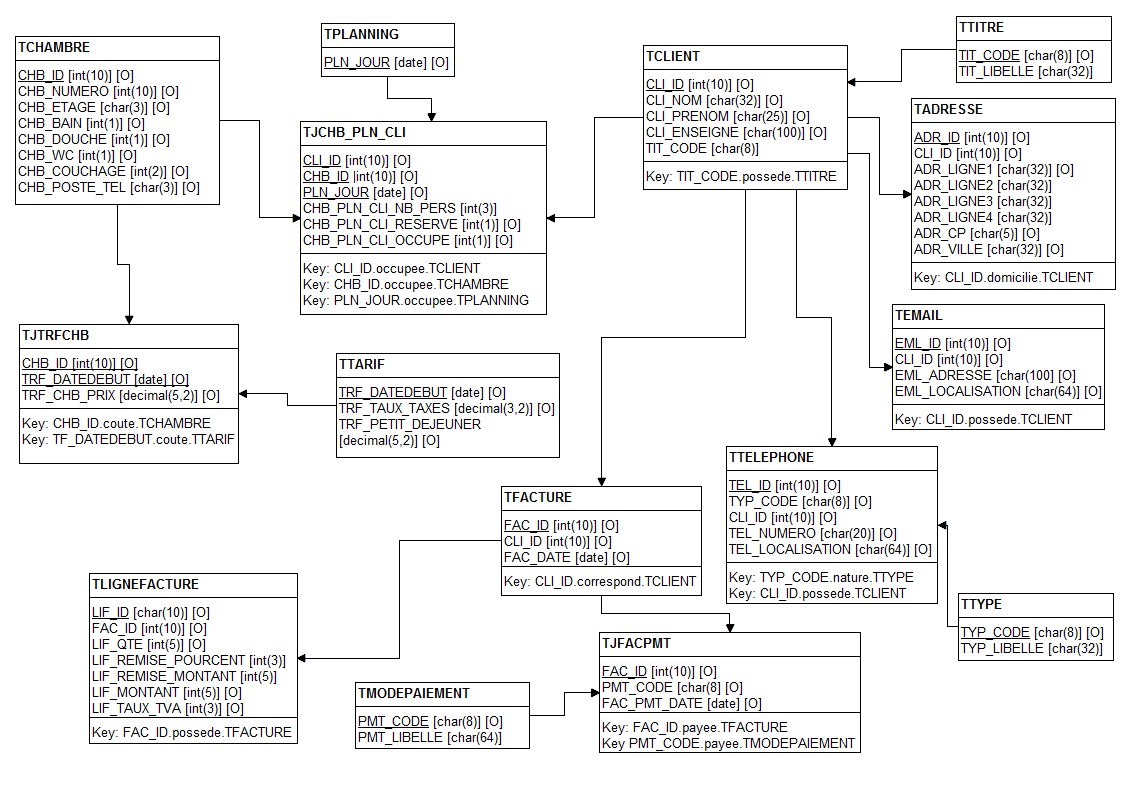 TCHAMBRE
CHB_ID [int(10)] [O]
CHB_NUMERO [int(10)] [O]
CHB_ETAGE [char(3)] [O]
CHB_BAIN [int(1)] [O]
CHB_DOUCHE [int(1)] [O]
CHB_WC [int(1)] [O]
CHB_COUCHAGE [int(2)] [O]
CHB_POSTE_TEL [char(3)] [O]
TPLANNING
PLN_JOUR [date] [O]
TJCHB_PLN_CLI
CLI_ID [int(10)] [O]
CHB_ID [int(10)] [O]
PLN_JOUR [date] [O]
CHB_PLN_CLI_NB_PERS [int(3)]
CHB_PLN_CLI_RESERVE [int(1)] [O]
CHB_PLN_CLI_OCCUPE [int(1)] [O]
Key: CLI_ID.occupee.TCLIENT
Key: CHB_ID.occupee.TCHAMBRE
Key: PLN_JOUR.occupee.TPLANNING
TCLIENT
CLI_ID [int(10)] [O]
CLI_NOM [char(32)] [O]
CLI_PRENOM [char(25)] [O]
CLI_ENSEIGNE [char(100)] [O]
TIT_CODE [char(8)]
Key: TIT_CODE.possede.TTITRE
TTITRE
TIT_CODE [char(8)] [O]
TIT_LIBELLE [char(32)]
TADRESSE
ADR_ID [int(10)] [O]
CLI_ID [int(10)] [O]
ADR_LIGNE1 [char(32)] [O]
ADR_LIGNE2 [char(32)]
ADR_LIGNE3 [char(32)]
ADR_LIGNE4 [char(32)]
ADR_CP [char(5)] [O]
ADR_VILLE [char(32)] [O]
Key: CLI_ID.domicilie.TCLIENT
TEMAIL
EML_ID [int(10)] [O]
CLI_ID [int(10)] [O]
EML_ADRESSE [char(100] [O]
EML_LOCALISATION [char(64)] [O]
Key: CLI_ID.possede.TCLIENT
TJTRFCHB
CHB_ID [int(10)] [O]
TRF_DATEDEBUT [date] [O]
TRF_CHB_PRIX [decimal(5,2)] [O]
Key: CHB_ID.coute.TCHAMBRE
Key: TF_DATEDEBUT.coute.TTARIF
TTARIF
TRF_DATEDEBUT [date] [O]
TRF_TAUX_TAXES [decimal(3,2)] [O]
TRF_PETIT_DEJEUNER
[decimal(5,2)] [O]
TTELEPHONE
TEL_ID [int(10)] [O]
TYP_CODE [char(8)] [O]
CLI_ID [int(10)] [O]
TEL_NUMERO [char(20)] [O]
TEL_LOCALISATION [char(64)] [O]
Key: TYP_CODE.nature.TTYPE
Key: CLI_ID.possede.TCLIENT
TFACTURE
FAC_ID [int(10)] [O]
CLI_ID [int(10)] [O]
FAC_DATE [date] [O]
Key: CLI_ID.correspond.TCLIENT
TLIGNEFACTURE
LIF_ID [char(10)] [O]
FAC_ID [int(10)] [O]
LIF_QTE [int(5)] [O]
LIF_REMISE_POURCENT [int(3)]
LIF_REMISE_MONTANT [int(5)]
LIF_MONTANT [int(5)] [O]
LIF_TAUX_TVA [int(3)] [O]
Key: FAC_ID.possede.TFACTURE
TTYPE
TYP_CODE [char(8)] [O]
TYP_LIBELLE [char(32)]
TJFACPMT
FAC_ID [int(10)] [O]
PMT_CODE [char(8] [O]
FAC_PMT_DATE [date] [O]
Key: FAC_ID.payee.TFACTURE
Key PMT_CODE.payee.TMODEPAIEMENT
TMODEPAIEMENT
PMT_CODE [char(8)] [O]
PMT_LIBELLE [char(64)]